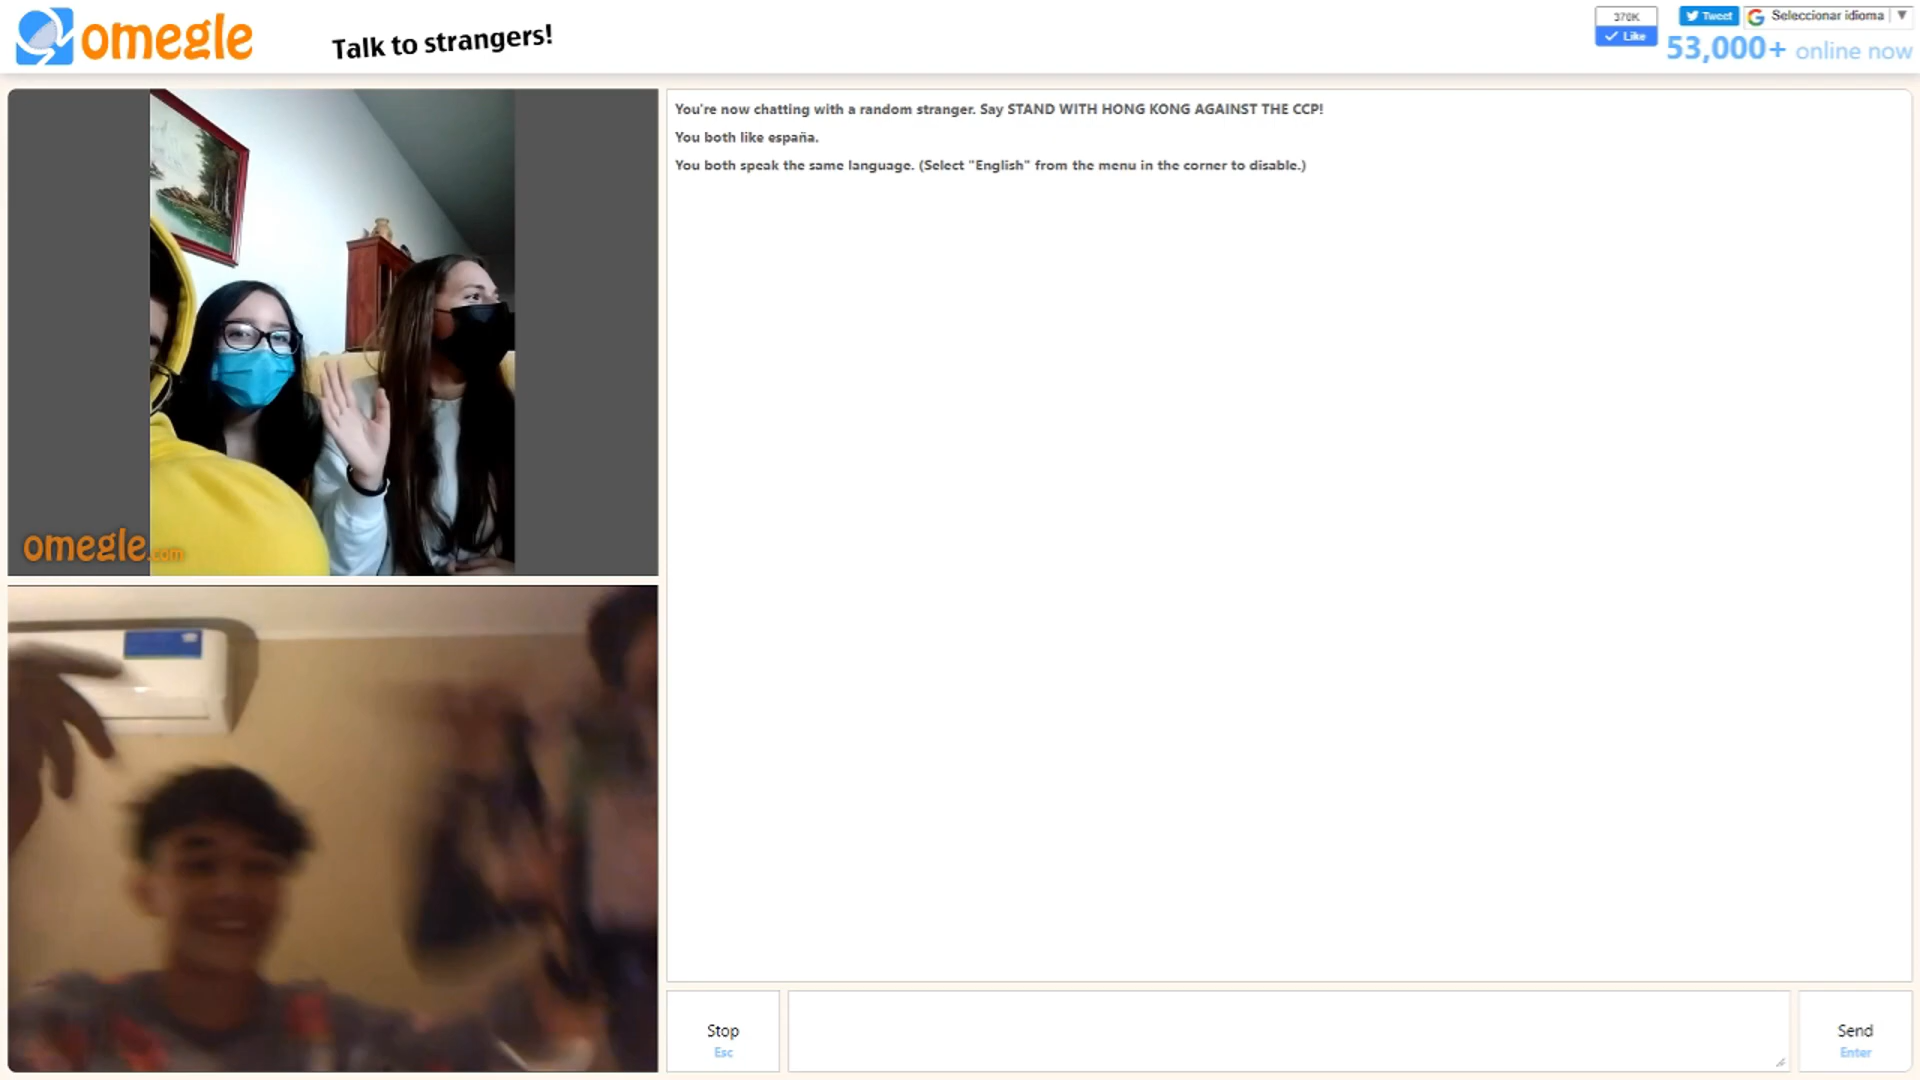 omegle
Talk to strangers!
370K
Like
Tweet
Seleccionar idioma
53,000+ online now
You're now chatting with a random stranger. Say STAND WITH HONG KONG AGAINST THE CCP!
You both like españa.
You both speak the same language. (Select "English" from the menu in the corner to disable.)
omegle.com
Stop
Esc
Send
Enter